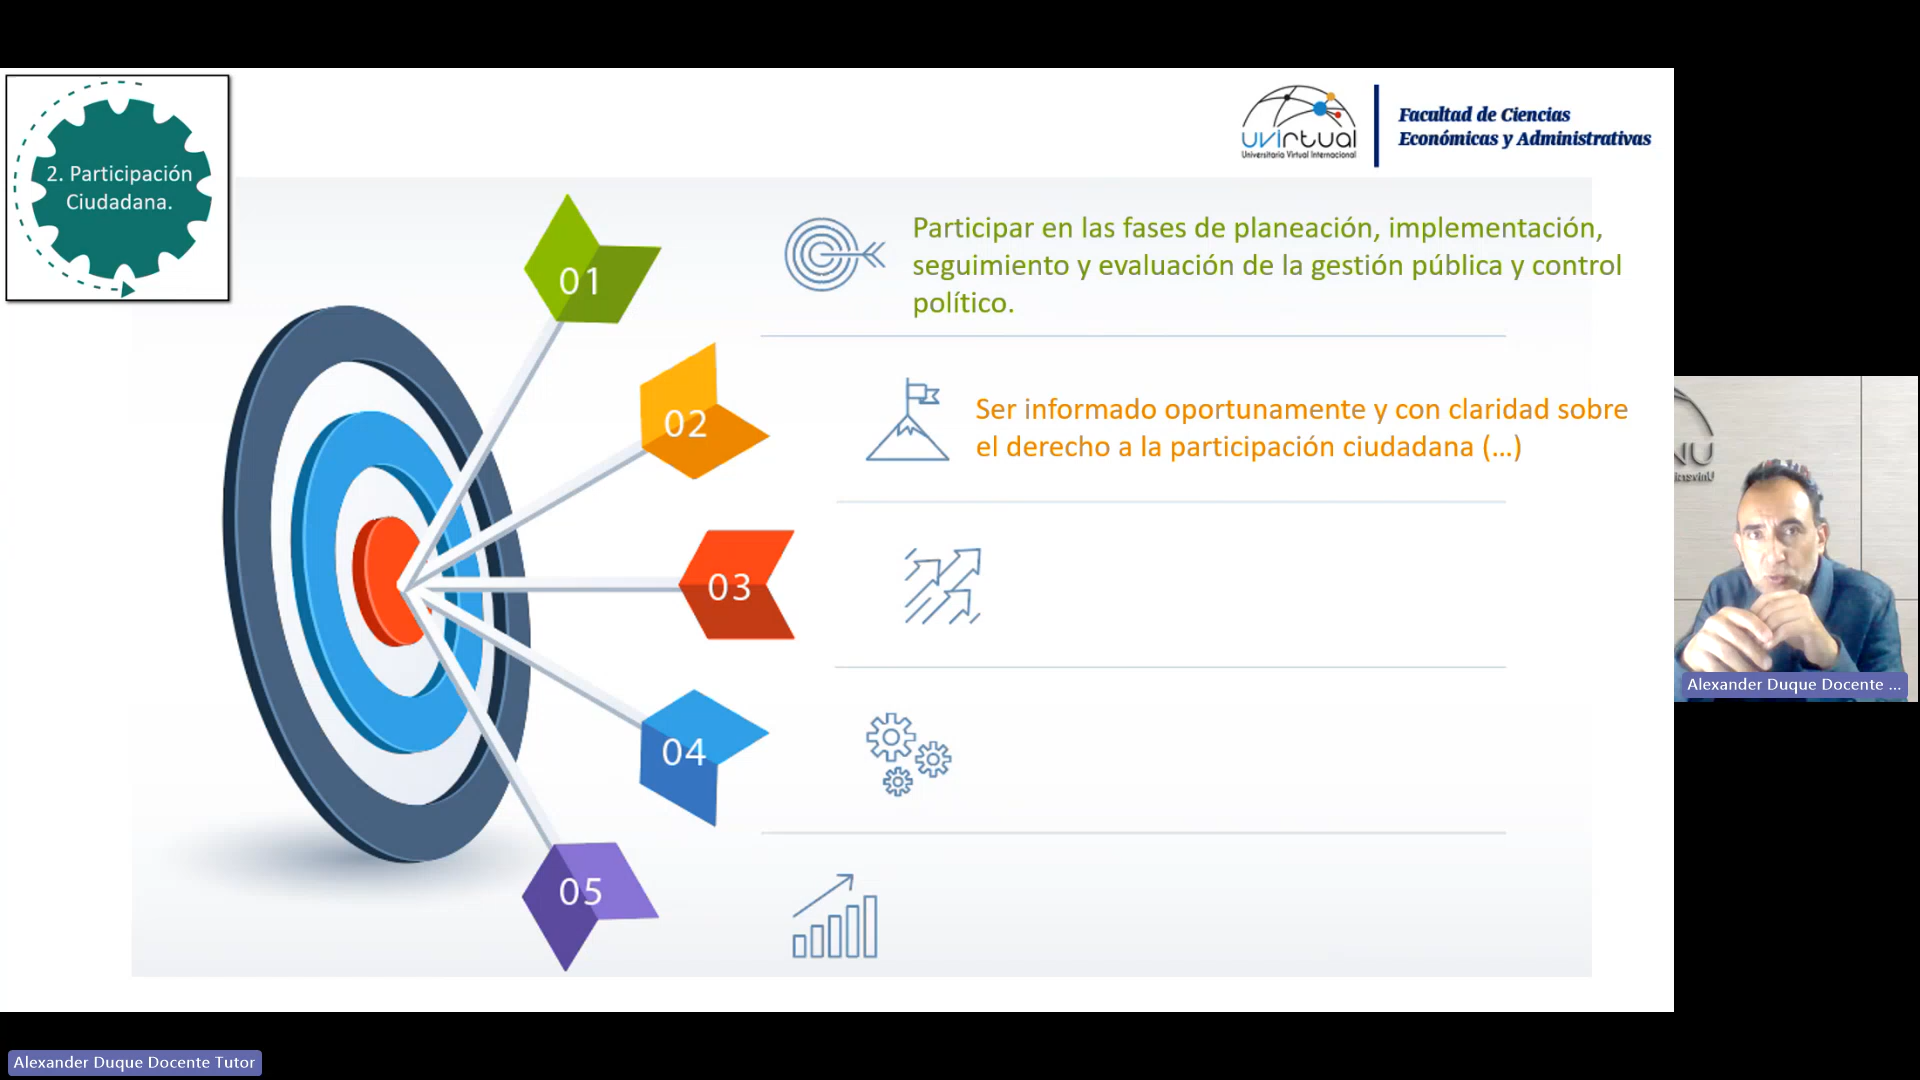 2. Participación
Ciudadana.
uvirtual
Universitaria Virtual Internacional
Facultad de Ciencias
Económicas y Administrativas
01
Participar en las fases de planeación, implementación,
seguimiento y evaluación de la gestión pública y control
político.
02
Ser informado oportunamente y con claridad sobre
el derecho a la participación ciudadana (...)
03
04
05
Alexander Duque Docente ...
Alexander Duque Docente Tutor